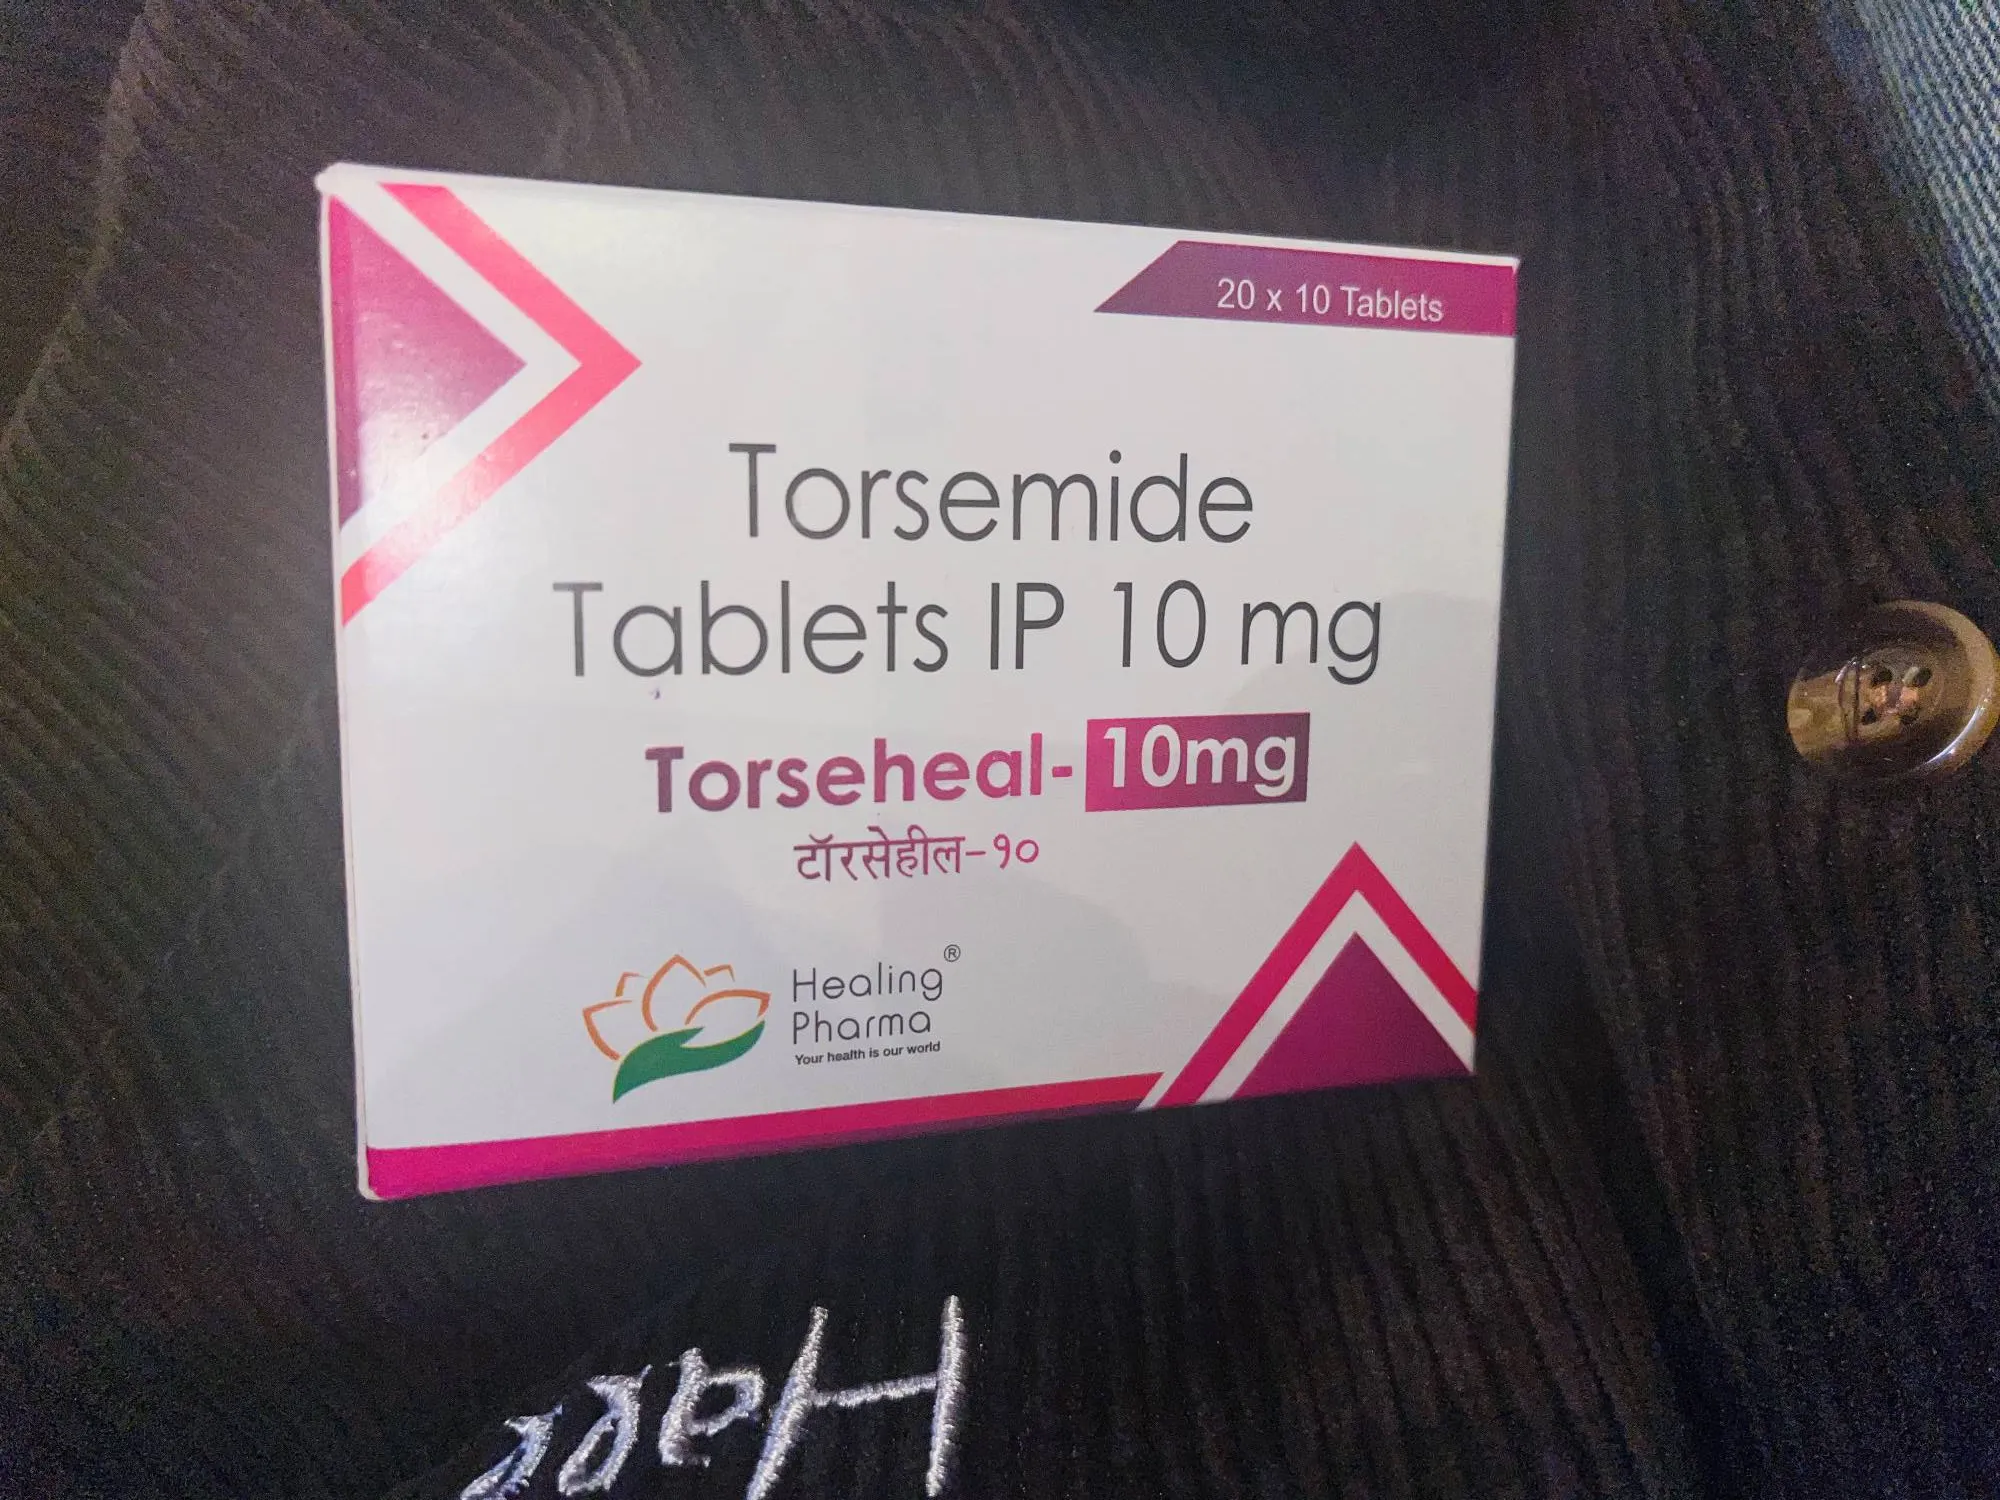 20 x 10 Tablets
Torsemide
Tablets IP 10 mg
Torseheal-10mg
टॉरसेहील-१०
Healing®
Pharma
Your health is our world